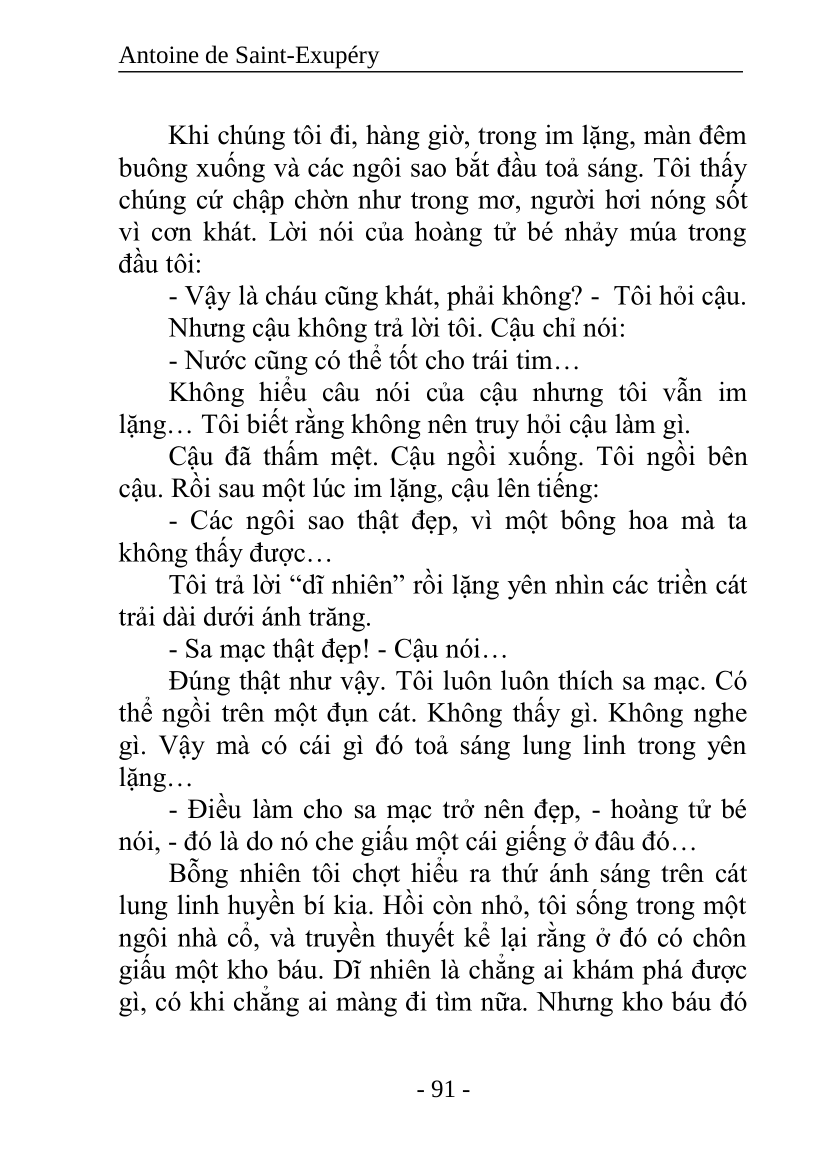 Antoine de Saint-Exupéry
Khi chúng tôi đi, hàng giờ, trong im lặng, màn đêm
buông xuống và các ngôi sao bắt đầu toả sáng. Tôi thấy
chúng cứ chập chờn như trong mơ, người hơi nóng sốt
vì cơn khát. Lời nói của hoàng tử bé nhảy múa trong
đầu tôi:
- Vậy là cháu cũng khát, phải không? -  Tôi hỏi cậu.
Nhưng cậu không trả lời tôi. Cậu chỉ nói:
- Nước cũng có thể tốt cho trái tim…
Không hiểu câu nói của cậu nhưng tôi vẫn im
lặng… Tôi biết rằng không nên truy hỏi cậu làm gì.
Cậu đã thấm mệt. Cậu ngồi xuống. Tôi ngồi bên
cậu. Rồi sau một lúc im lặng, cậu lên tiếng:
- Các ngôi sao thật đẹp, vì một bông hoa mà ta
không thấy được…
Tôi trả lời “dĩ nhiên” rồi lặng yên nhìn các triền cát
trải dài dưới ánh trăng.
- Sa mạc thật đẹp! - Cậu nói…
Đúng thật như vậy. Tôi luôn luôn thích sa mạc. Có
thể ngồi trên một đụn cát. Không thấy gì. Không nghe
gì. Vậy mà có cái gì đó toả sáng lung linh trong yên
lặng…
- Điều làm cho sa mạc trở nên đẹp, - hoàng tử bé
nói, - đó là do nó che giấu một cái giếng ở đâu đó…
Bỗng nhiên tôi chợt hiểu ra thứ ánh sáng trên cát
lung linh huyền bí kia. Hồi còn nhỏ, tôi sống trong một
ngôi nhà cổ, và truyền thuyết kể lại rằng ở đó có chôn
giấu một kho báu. Dĩ nhiên là chẳng ai khám phá được
gì, có khi chẳng ai màng đi tìm nữa. Nhưng kho báu đó
- 91 -